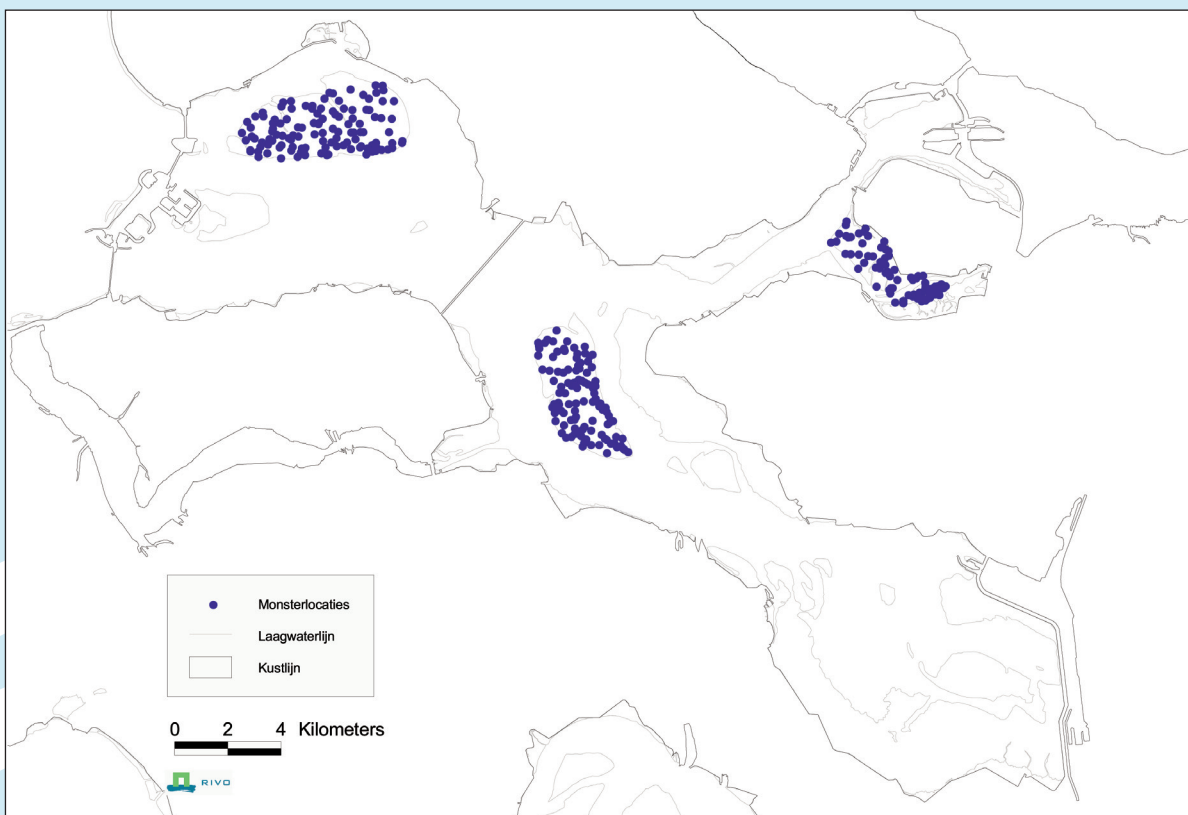 Monsterlocaties
Laagwaterlijn
Kustlijn
0 2 4 Kilometers
RIVO